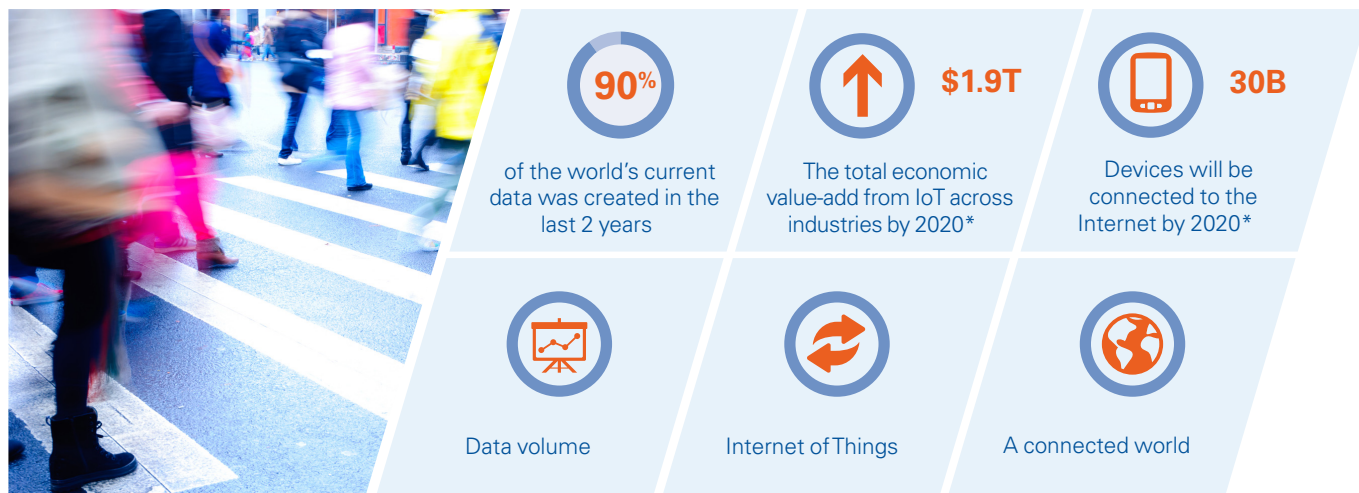 90%
of the world's current
data was created in the
last 2 years
$1.9T
The total economic
value-add from IoT across
industries by 2020*
30B
Devices will be
connected to the
Internet by 2020*
Data volume
Internet of Things
A connected world